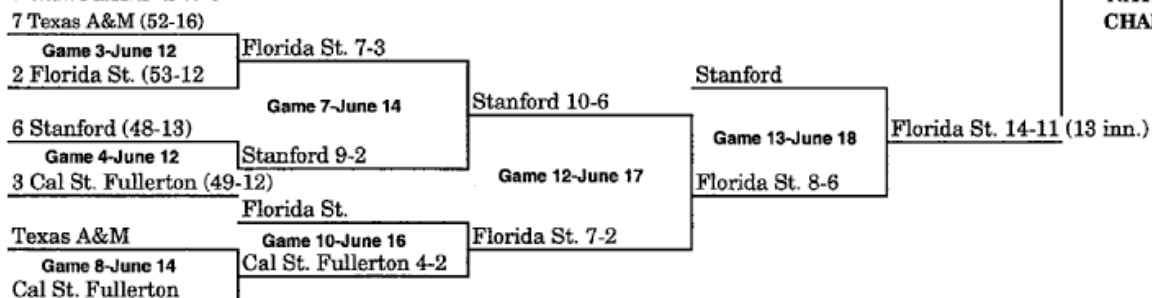 7 Texas A&M (52-16)
Game 3-June 12
2 Florida St. (53-12
Florida St. 7-3
Game 7-June 14
6 Stanford (48-13)
Game 4-June 12
3 Cal St. Fullerton (49-12)
Stanford 9-2
Stanford 10-6
Game 12-June 17
Florida St.
Game 10-June 16
Cal St. Fullerton 4-2
Texas A&M
Game 8-June 14
Cal St. Fullerton
Florida St. 7-2
Stanford
Game 13-June 18
Florida St. 8-6
Florida St. 14-11 (13 inn.)